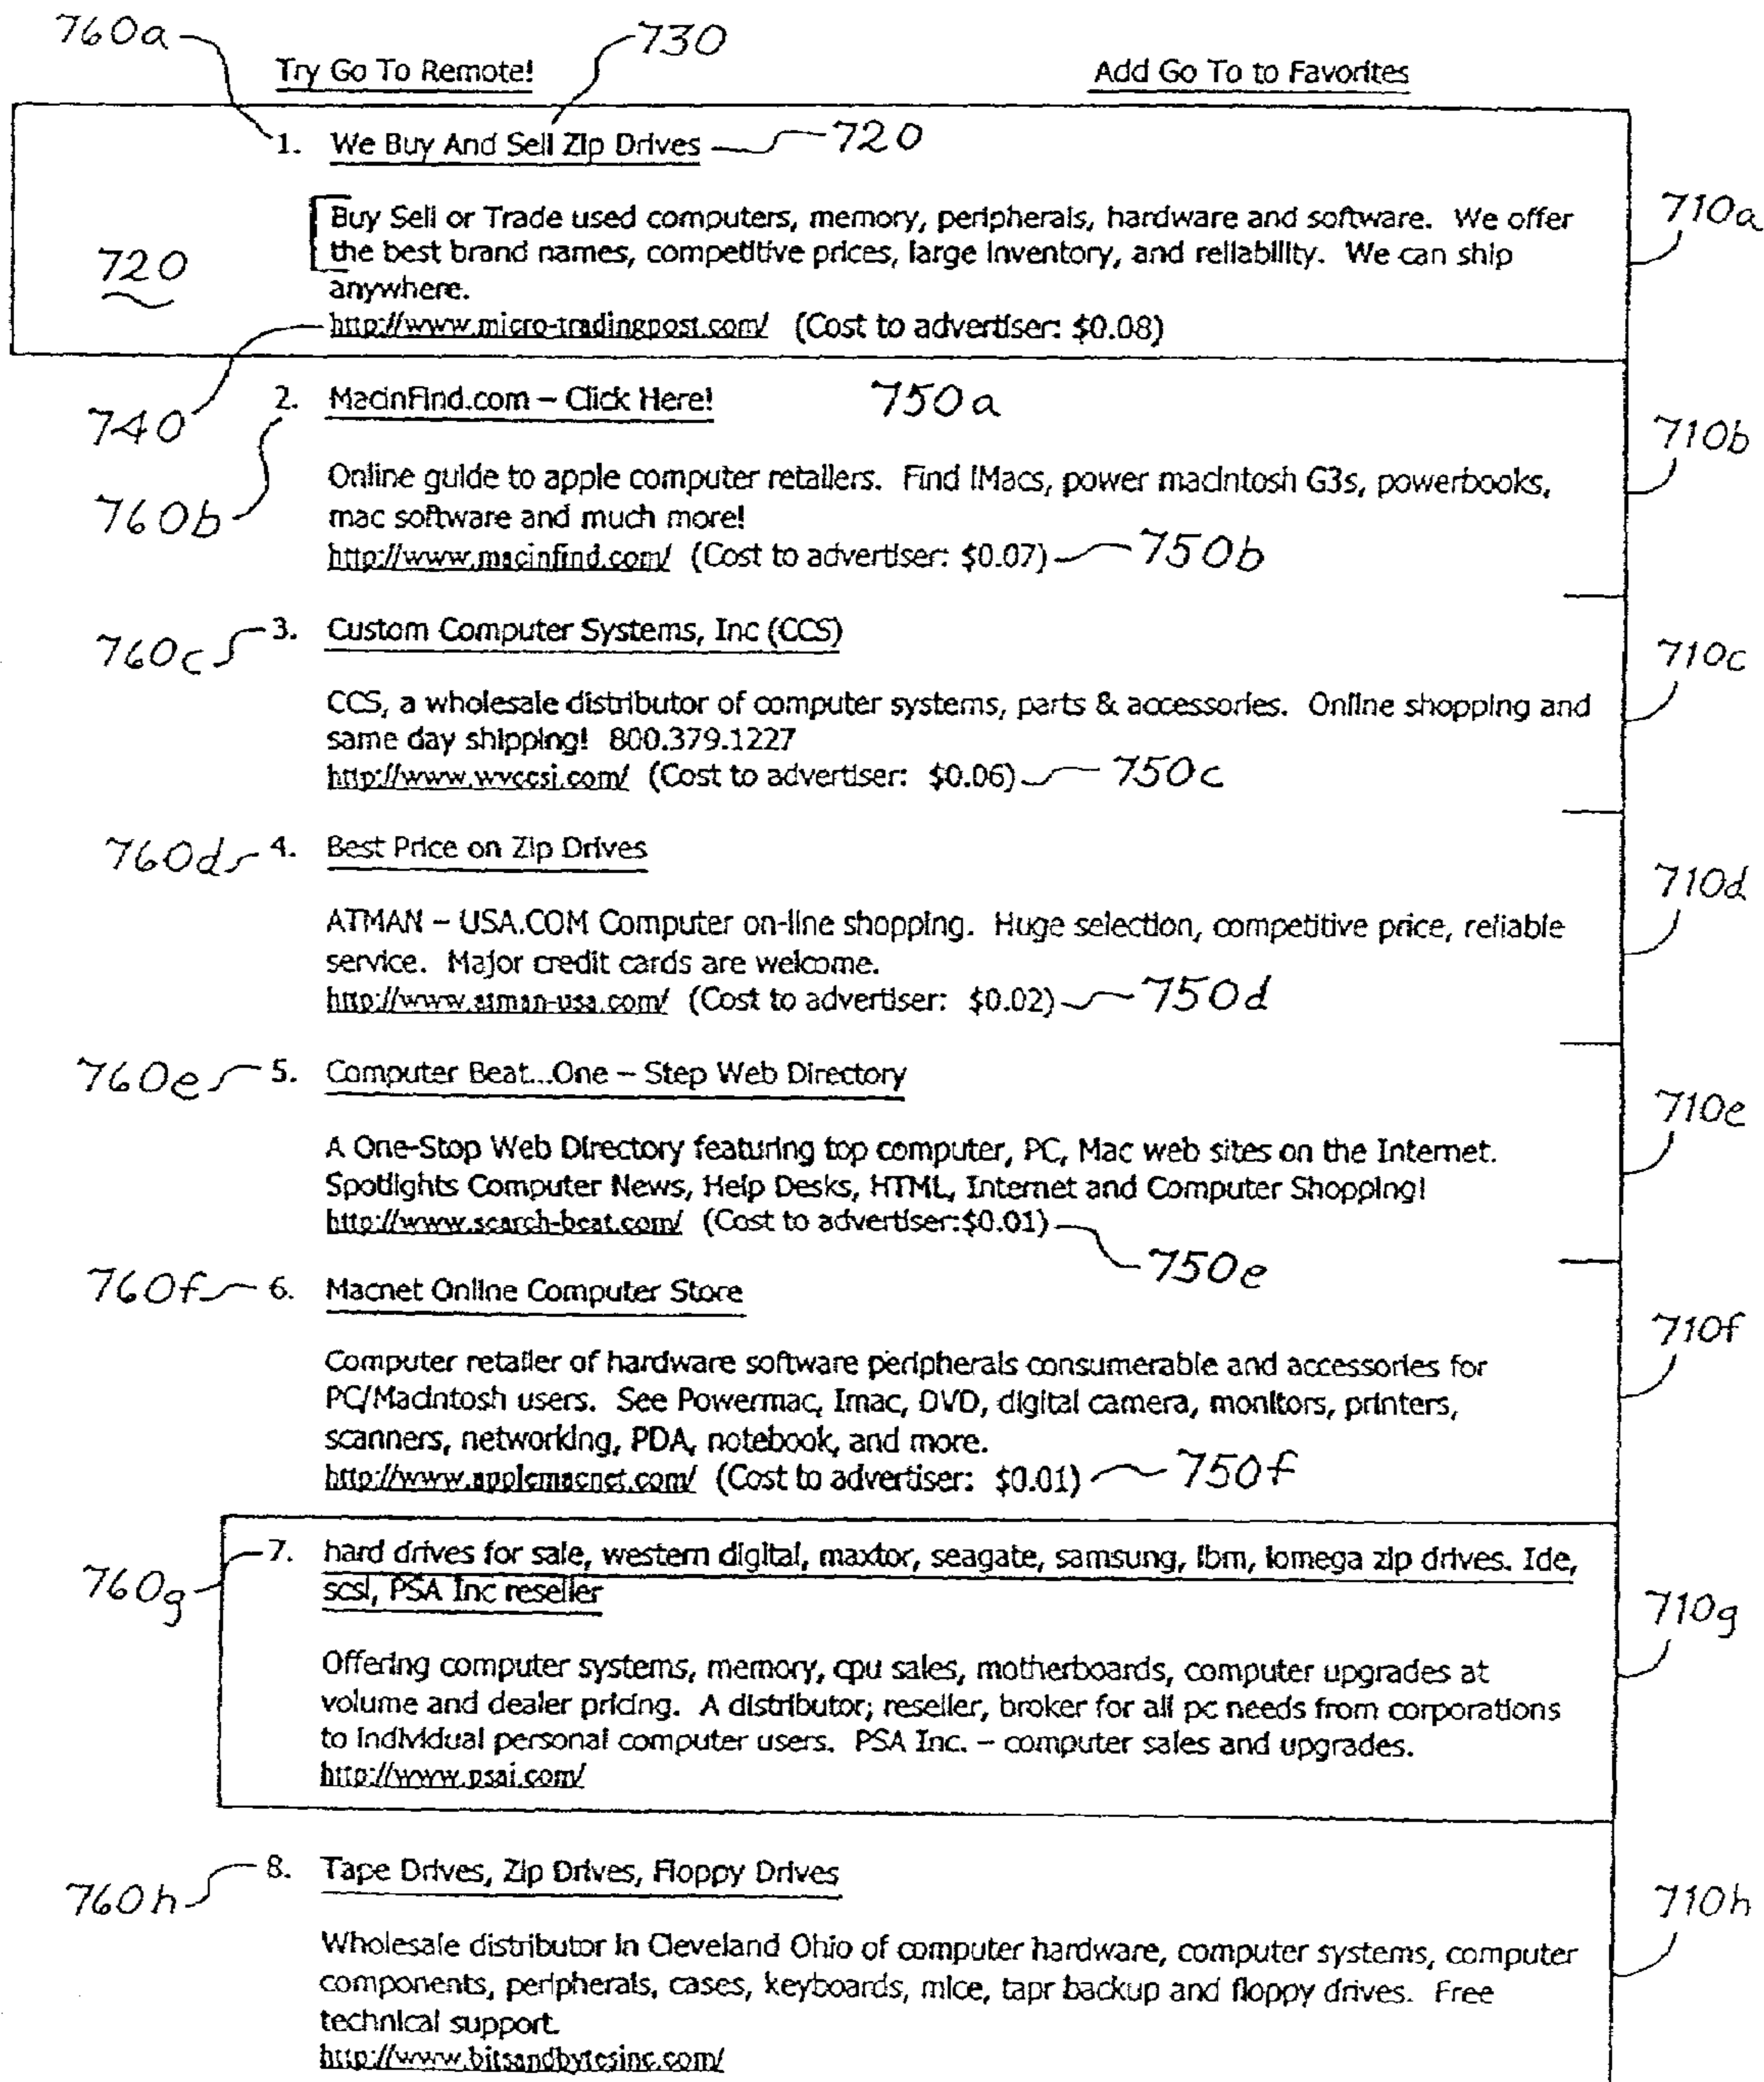 760a
730
Try Go To Remote!
Add Go To to Favorites
1. We Buy And Sell Zip Drives
720
Buy Sell or Trade used computers, memory, peripherals, hardware and software. We offer
710a
the best brand names, competitive prices, large inventory, and reliability. We can ship
720
anywhere.
http://www.micro-tradingpost.com/ (Cost to advertiser: $0.08)
2. MacinFind.com – Click Here!
750a
740
710b
Online guide to apple computer retailers. Find iMacs, power macintosh G3s, powerbooks,
760b
mac software and much more!
http://www.macinfind.com/ (Cost to advertiser: $0.07)
750b
760c
3. Custom Computer Systems, Inc (CCS)
710c
CCS, a wholesale distributor of computer systems, parts & accessories. Online shopping and
same day shipping! 800.379.1227
http://www.wvccsi.com/ (Cost to advertiser: $0.06)
750c
760d
4. Best Price on Zip Drives
710d
ATMAN – USA.COM Computer on-line shopping. Huge selection, competitive price, reliable
service. Major credit cards are welcome.
http://www.atman-usa.com/ (Cost to advertiser: $0.02)
750d
760e
5. Computer Beat...One – Step Web Directory
710e
A One-Stop Web Directory featuring top computer, PC, Mac web sites on the Internet.
Spotlights Computer News, Help Desks, HTML, Internet and Computer Shopping!
http://www.search-beat.com/ (Cost to advertiser:$0.01)
750e
760f
6. Macnet Online Computer Store
710f
Computer retailer of hardware software peripherals consumerable and accessories for
PC/Macintosh users. See Powermac, Imac, DVD, digital camera, monitors, printers,
scanners, networking, PDA, notebook, and more.
http://www.applemacnet.com/ (Cost to advertiser: $0.01)
750f
7. hard drives for sale, western digital, maxtor, seagate, samsung, ibm, iomega zip drives. Ide,
760g
scsi, PSA Inc reseller
710g
Offering computer systems, memory, cpu sales, motherboards, computer upgrades at
volume and dealer pricing. A distributor; reseller, broker for all pc needs from corporations
to individual personal computer users. PSA Inc. – computer sales and upgrades.
http://www.psai.com/
8. Tape Drives, Zip Drives, Floppy Drives
760h
710h
Wholesale distributor in Cleveland Ohio of computer hardware, computer systems, computer
components, peripherals, cases, keyboards, mice, tapr backup and floppy drives. Free
technical support.
http://www.bitsandbytesinc.com/